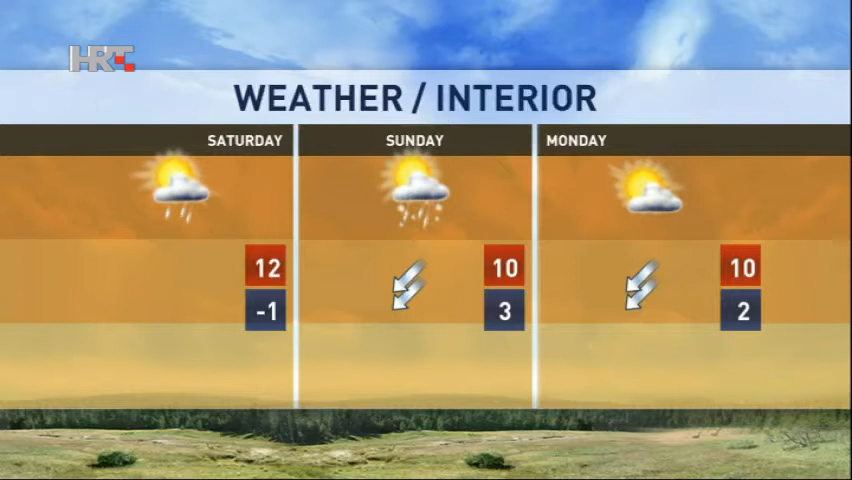 HRT
WEATHER / INTERIOR
SATURDAY
SUNDAY
MONDAY
12
10
10
-1
3
2